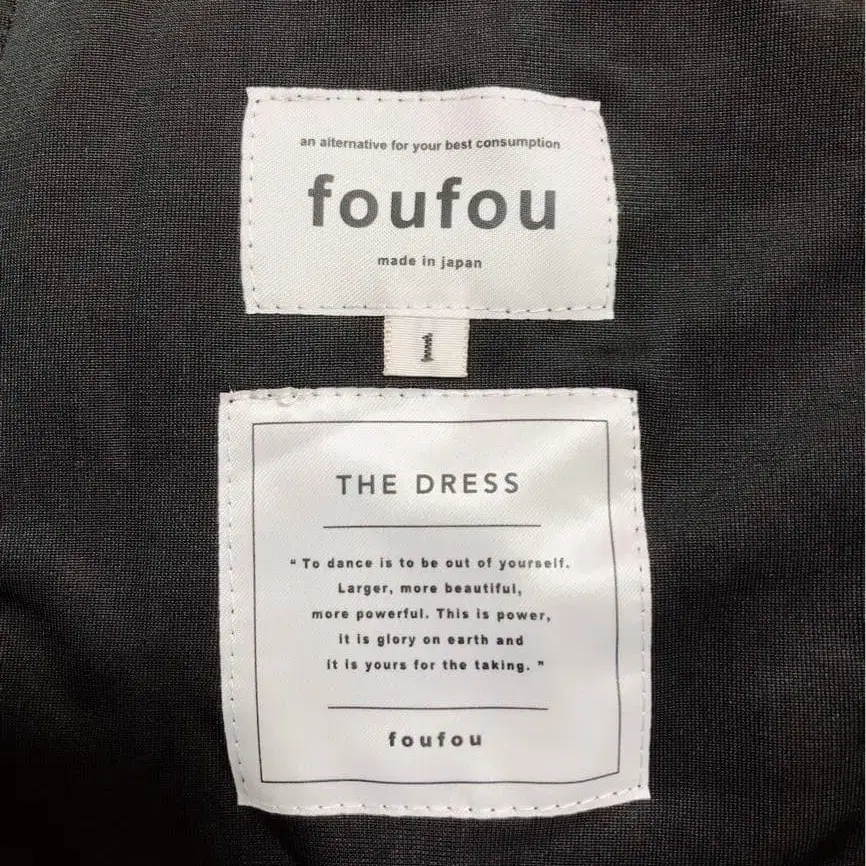 an alternative for your best consumption
foufou
made in japan
1
THE DRESS
" To dance is to be out of yourself.
Larger, more beautiful,
more powerful. This is power,
it is glory on earth and
it is yours for the taking. "
foufou